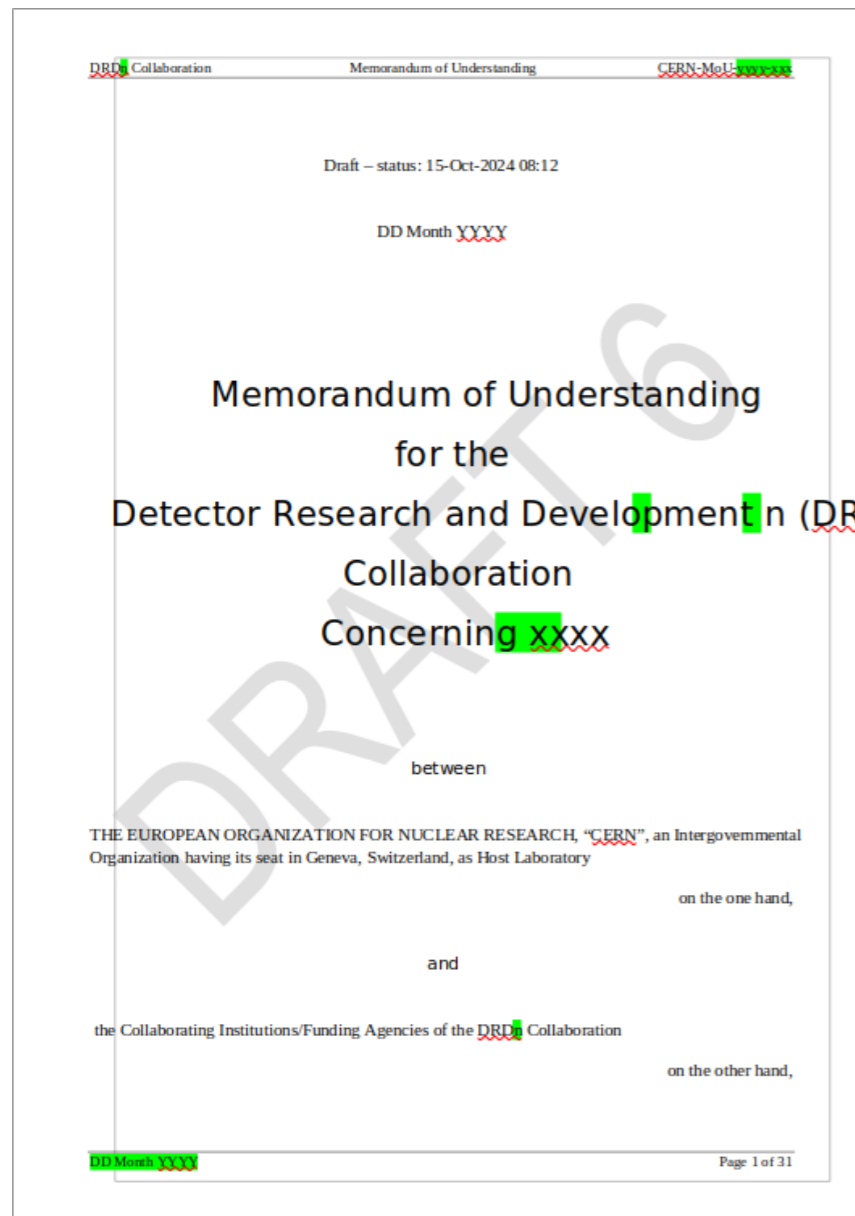 DRDn Collaboration Memorandum of Understanding CERN-MoU-yyyy-xxx
Draft – status: 15-Oct-2024 08:12
DD Month YYYY
Memorandum of Understanding
for the
Detector Research and Development n (DR
Collaboration
Concerning xxxx
DRAFT 6
between
THE EUROPEAN ORGANIZATION FOR NUCLEAR RESEARCH, “CERN”, an Intergovernmental
Organization having its seat in Geneva, Switzerland, as Host Laboratory
on the one hand,
and
the Collaborating Institutions/Funding Agencies of the DRDn Collaboration
on the other hand,
DD Month YYYY Page 1 of 31